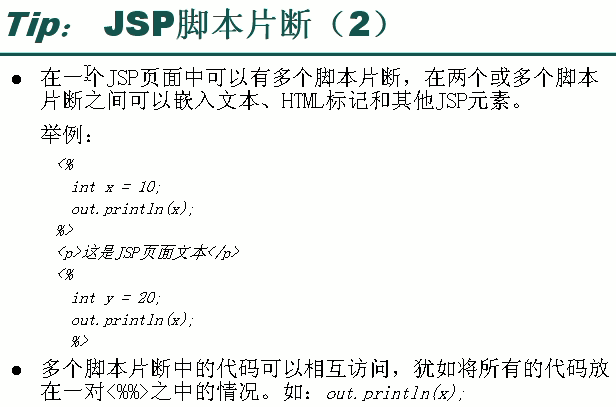 Tip： JSP脚本片断（2）
● 在一个JSP页面中可以有多个脚本片断，在两个或多个脚本
片断之间可以嵌入文本、HTML标记和其他JSP元素。
举例：
<%
int x = 10;
out.println(x);
%>
<p>这是JSP页面文本</p>
<%
int y = 20;
out.println(x);
%>
● 多个脚本片断中的代码可以相互访问，犹如将所有的代码放
在一对<%%>之中的情况。如：out.println(x);